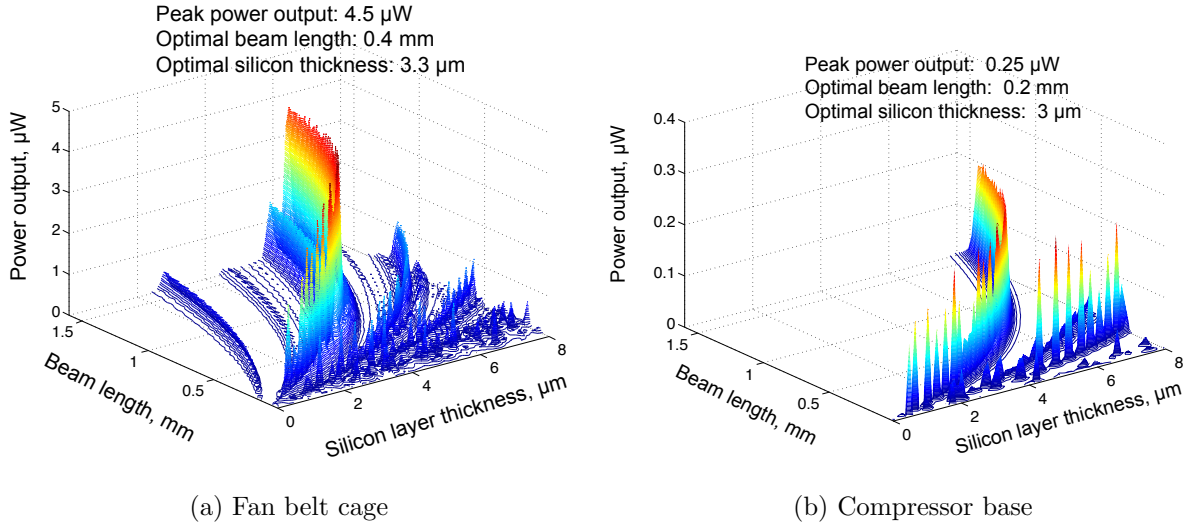 Peak power output: 4.5 µW
Optimal beam length: 0.4 mm
Optimal silicon thickness: 3.3 µm
5
4
3
2
1
0
Power output, µW
1.5
1
0.5
Beam length, mm
0
2
4
6
8
Silicon layer thickness, µm
(a) Fan belt cage
Peak power output: 0.25 µW
Optimal beam length: 0.2 mm
Optimal silicon thickness: 3 µm
0.4
0.3
0.2
0.1
0
Power output, µW
1.5
1
0.5
Beam length, mm
0
2
4
6
8
Silicon layer thickness, µm
(b) Compressor base